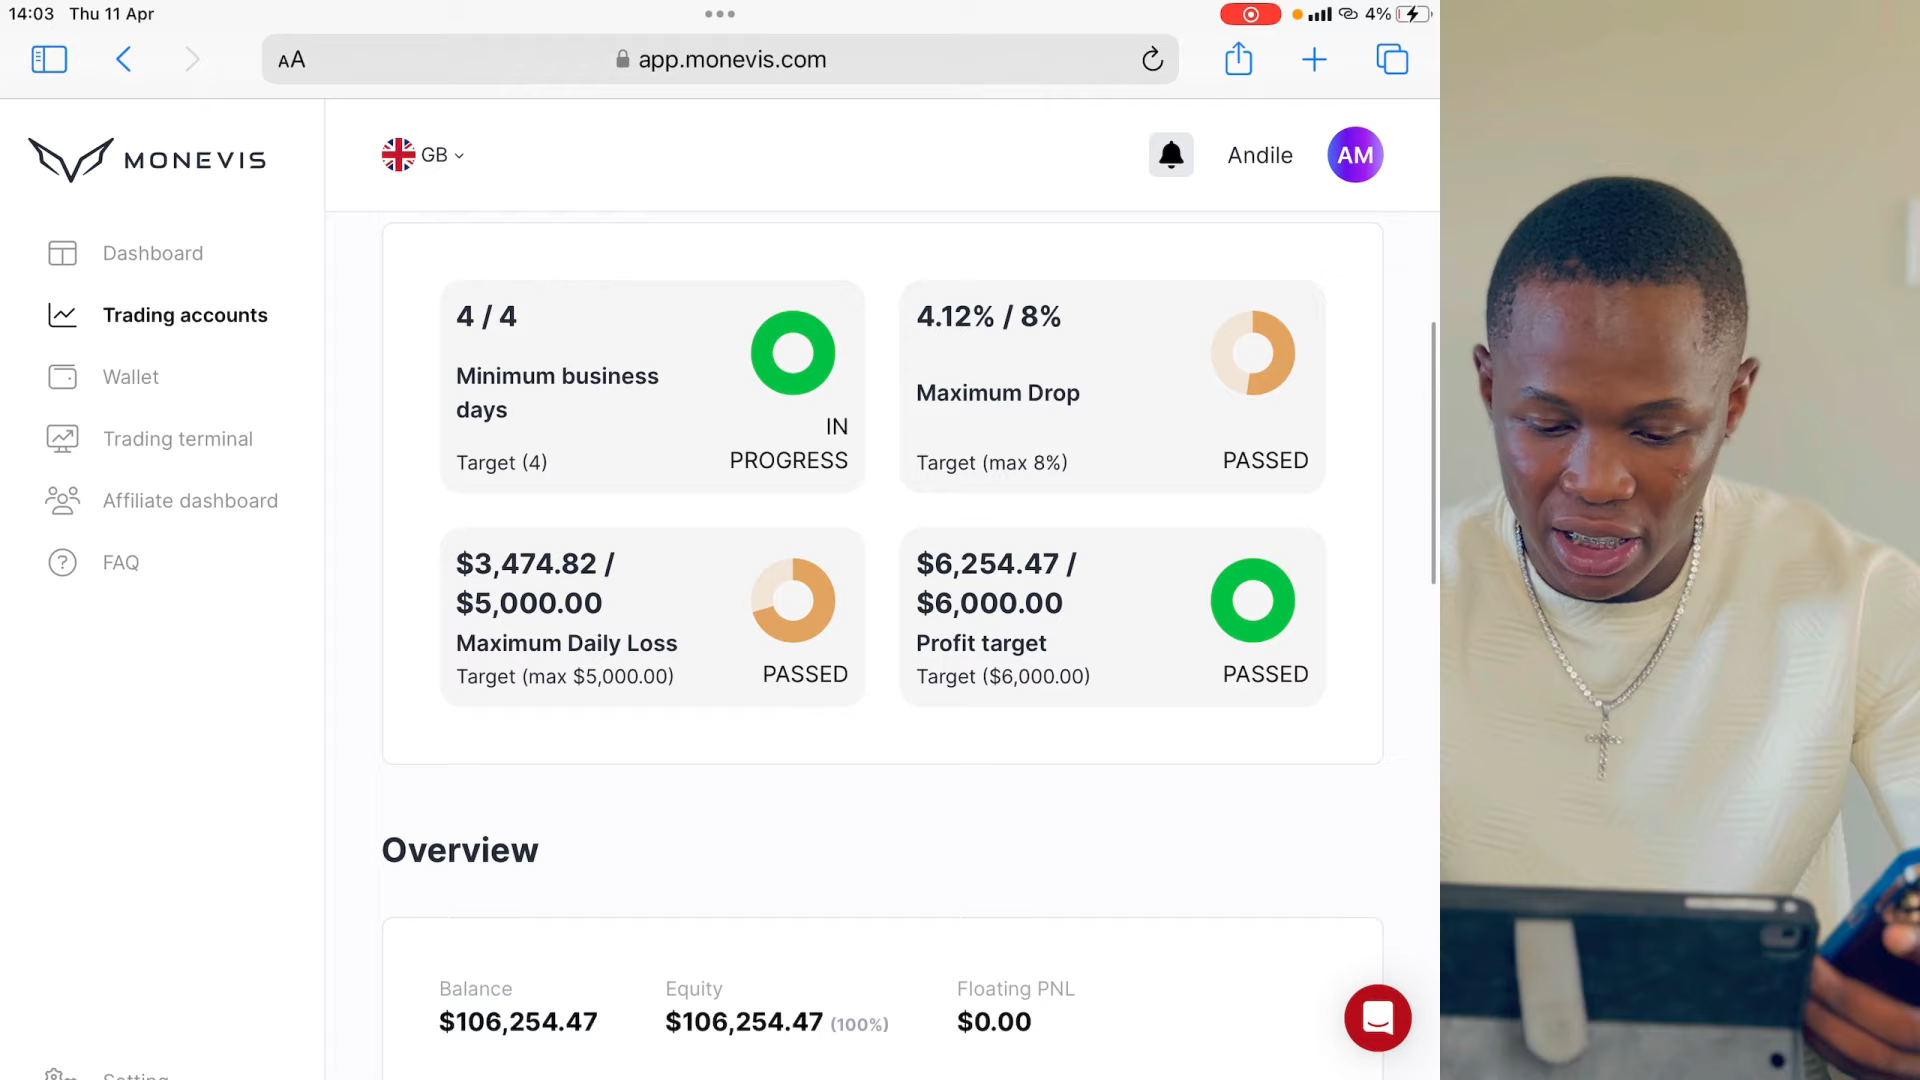 14:03 Thu 11 Apr
4%
AA
app.monevis.com
MONEVIS
GB
Andile
AM
Dashboard
Trading accounts
Wallet
Trading terminal
Affiliate dashboard
FAQ
Setting
4 / 4
Minimum business
days
Target (4)
IN
PROGRESS
4.12% / 8%
Maximum Drop
Target (max 8%)
PASSED
$3,474.82 /
$5,000.00
Maximum Daily Loss
Target (max $5,000.00)
PASSED
$6,254.47 /
$6,000.00
Profit target
Target ($6,000.00)
PASSED
Overview
Balance
$106,254.47
Equity
$106,254.47 (100%)
Floating PNL
$0.00